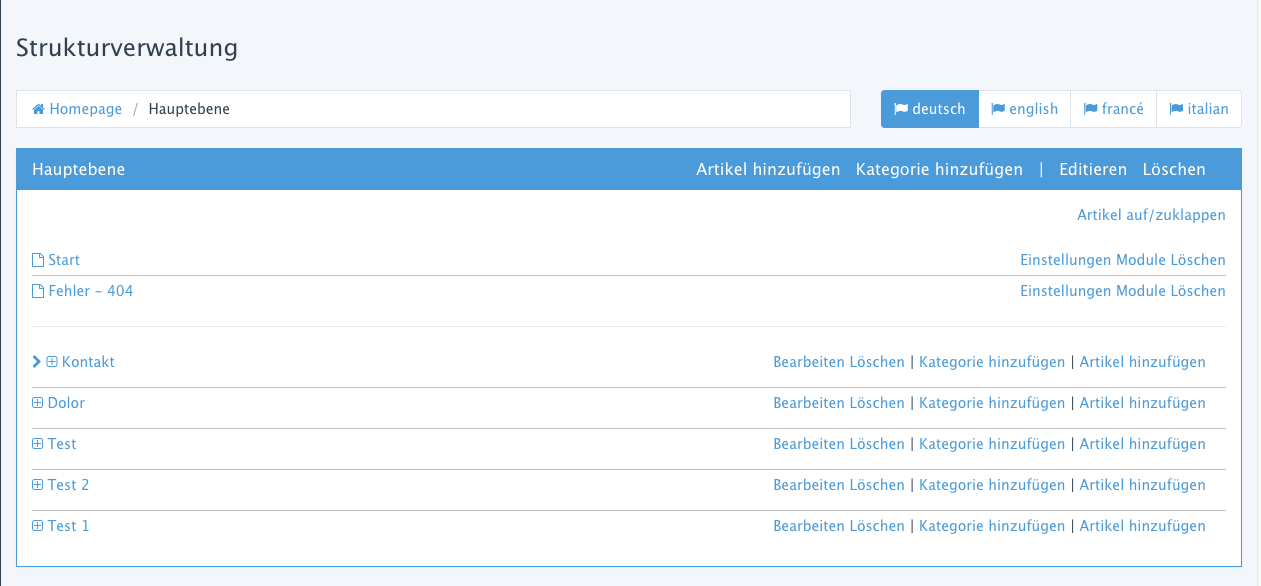 Strukturverwaltung
Homepage / Hauptebene
deutsch english francé italian
Hauptebene Artikel hinzufügen Kategorie hinzufügen | Editieren Löschen
Artikel auf/zuklappen
Start Einstellungen Module Löschen
Fehler – 404 Einstellungen Module Löschen
Kontakt Bearbeiten Löschen | Kategorie hinzufügen | Artikel hinzufügen
Dolor Bearbeiten Löschen | Kategorie hinzufügen | Artikel hinzufügen
Test Bearbeiten Löschen | Kategorie hinzufügen | Artikel hinzufügen
Test 2 Bearbeiten Löschen | Kategorie hinzufügen | Artikel hinzufügen
Test 1 Bearbeiten Löschen | Kategorie hinzufügen | Artikel hinzufügen